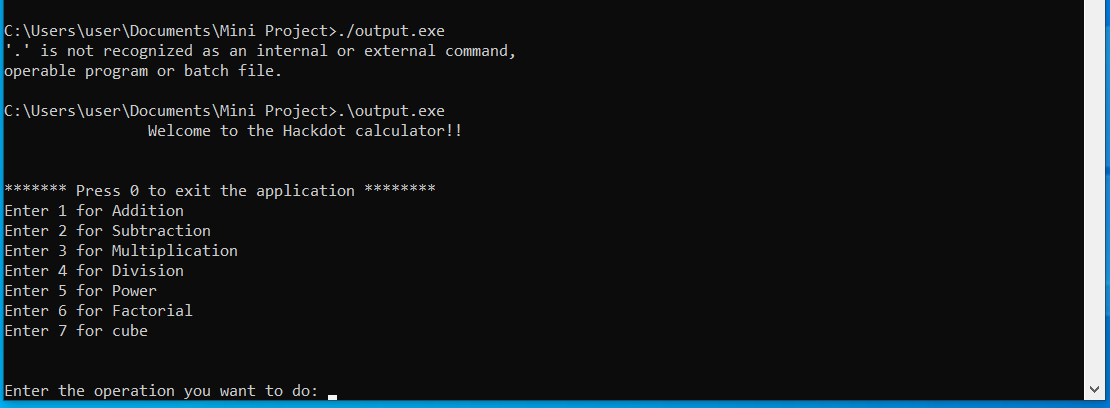 C:\Users\user\Documents\Mini Project>./output.exe
'.' is not recognized as an internal or external command,
operable program or batch file.
C:\Users\user\Documents\Mini Project>.\output.exe
Welcome to the Hackdot calculator!!
******* Press 0 to exit the application ********
Enter 1 for Addition
Enter 2 for Subtraction
Enter 3 for Multiplication
Enter 4 for Division
Enter 5 for Power
Enter 6 for Factorial
Enter 7 for cube
Enter the operation you want to do: